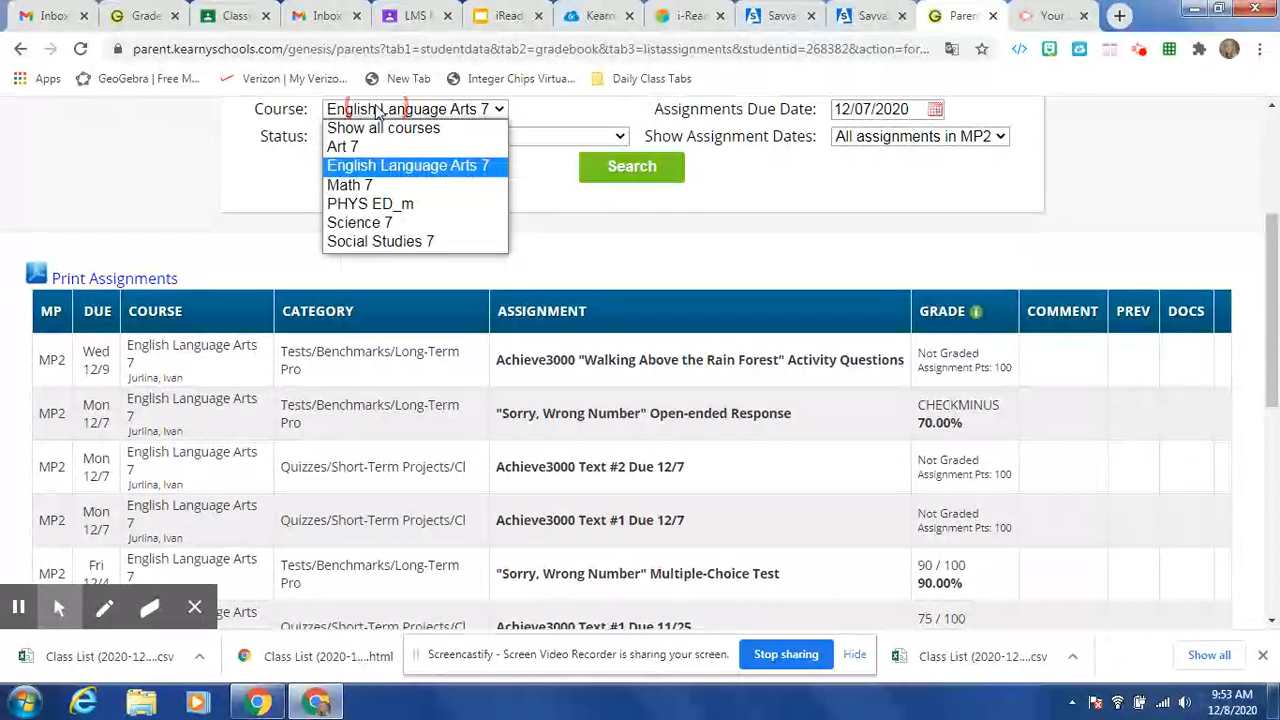 Inbox
Grade
Classi
Inbox
LMS
iRead
Kearn
i-Rea
Savva
Savva
Paren
Your
parent.kearnyschools.com/genesis/parents?tab1=studentdata&tab2=gradebook&tab3=listassignments&studentid=268382&action=for...
Apps
GeoGebra | Free M...
Verizon | My Verizo...
New Tab
Integer Chips Virtua...
Daily Class Tabs
Course: English Language Arts 7
Assignments Due Date: 12/07/2020
Show all courses
Status:
Show Assignment Dates: All assignments in MP2
Art 7
English Language Arts 7
Search
Math 7
PHYS ED_m
Science 7
Social Studies 7
Print Assignments
MP DUE COURSE CATEGORY ASSIGNMENT GRADE i COMMENT PREV DOCS
MP2
Wed
12/9
English Language Arts
7
Jurlina, Ivan
Tests/Benchmarks/Long-Term
Pro
Achieve3000 "Walking Above the Rain Forest" Activity Questions
Not Graded
Assignment Pts: 100
MP2
Mon
12/7
English Language Arts
7
Jurlina, Ivan
Tests/Benchmarks/Long-Term
Pro
"Sorry, Wrong Number" Open-ended Response
CHECKMINUS
70.00%
MP2
Mon
12/7
English Language Arts
7
Jurlina, Ivan
Quizzes/Short-Term Projects/Cl
Achieve3000 Text #2 Due 12/7
Not Graded
Assignment Pts: 100
MP2
Mon
12/7
English Language Arts
7
Jurlina, Ivan
Quizzes/Short-Term Projects/Cl
Achieve3000 Text #1 Due 12/7
Not Graded
Assignment Pts: 100
MP2
Fri
12/4
English Language Arts
7
Tests/Benchmarks/Long-Term
Pro
"Sorry, Wrong Number" Multiple-Choice Test
90 / 100
90.00%
ge Arts
Quizzes/Short-Term Projects/Cl
Achieve3000 Text #1 Due 11/25
75 / 100
Class List (2020-12....csv
Class List (2020-1....html
Screencastify - Screen Video Recorder is sharing your screen.
Stop sharing
Hide
Class List (2020-12....csv
Show all
9:53 AM
12/8/2020